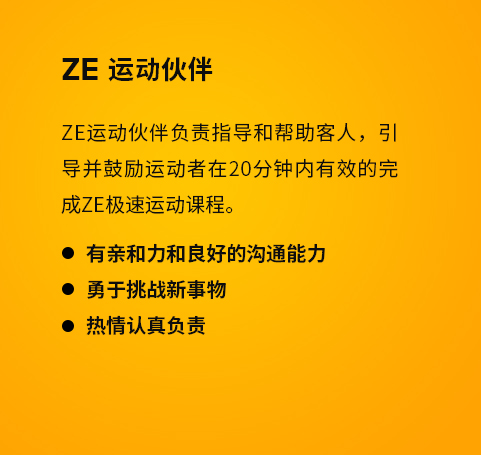 ZE 运动伙伴
ZE运动伙伴负责指导和帮助客人，引
导并鼓励运动者在20分钟内有效的完
成ZE极速运动课程。
● 有亲和力和良好的沟通能力
● 勇于挑战新事物
● 热情认真负责